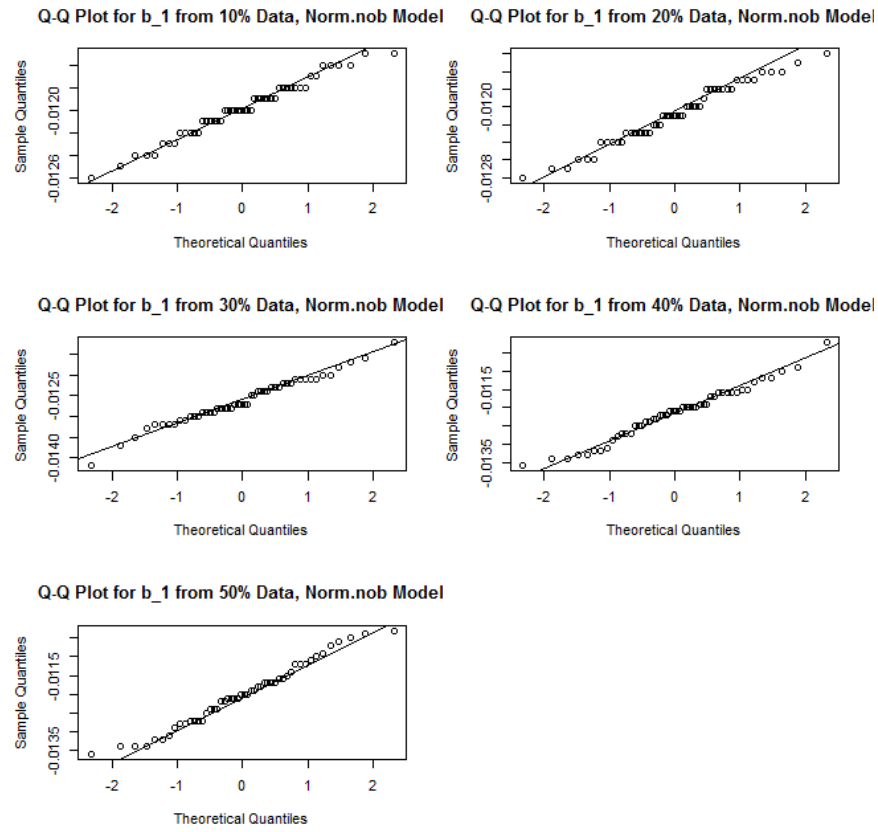 Q-Q Plot for b_1 from 10% Data, Norm.nob Model
Sample Quantiles
-0.0126
-0.0120
-2
-1
0
1
2
Theoretical Quantiles
Q-Q Plot for b_1 from 20% Data, Norm.nob Model
Sample Quantiles
-0.0128
-0.0120
-2
-1
0
1
2
Theoretical Quantiles
Q-Q Plot for b_1 from 30% Data, Norm.nob Model
Sample Quantiles
-0.0140
-0.0125
-2
-1
0
1
2
Theoretical Quantiles
Q-Q Plot for b_1 from 40% Data, Norm.nob Model
Sample Quantiles
-0.0135
-0.0115
-2
-1
0
1
2
Theoretical Quantiles
Q-Q Plot for b_1 from 50% Data, Norm.nob Model
Sample Quantiles
-0.0135
-0.0115
-2
-1
0
1
2
Theoretical Quantiles